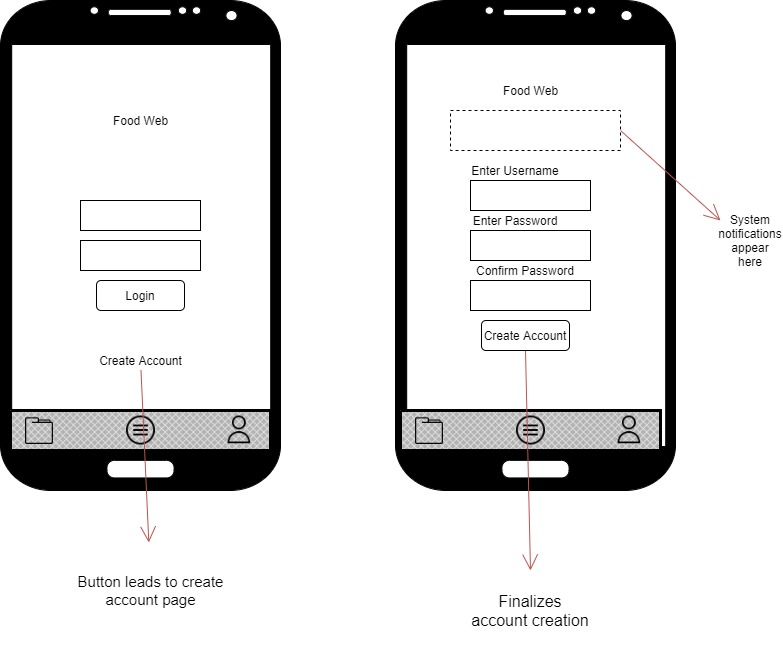 Food Web
Login
Create Account
Button leads to create
account page
Food Web
Enter Username
Enter Password
Confirm Password
Create Account
System
notifications
appear
here
Finalizes
account creation